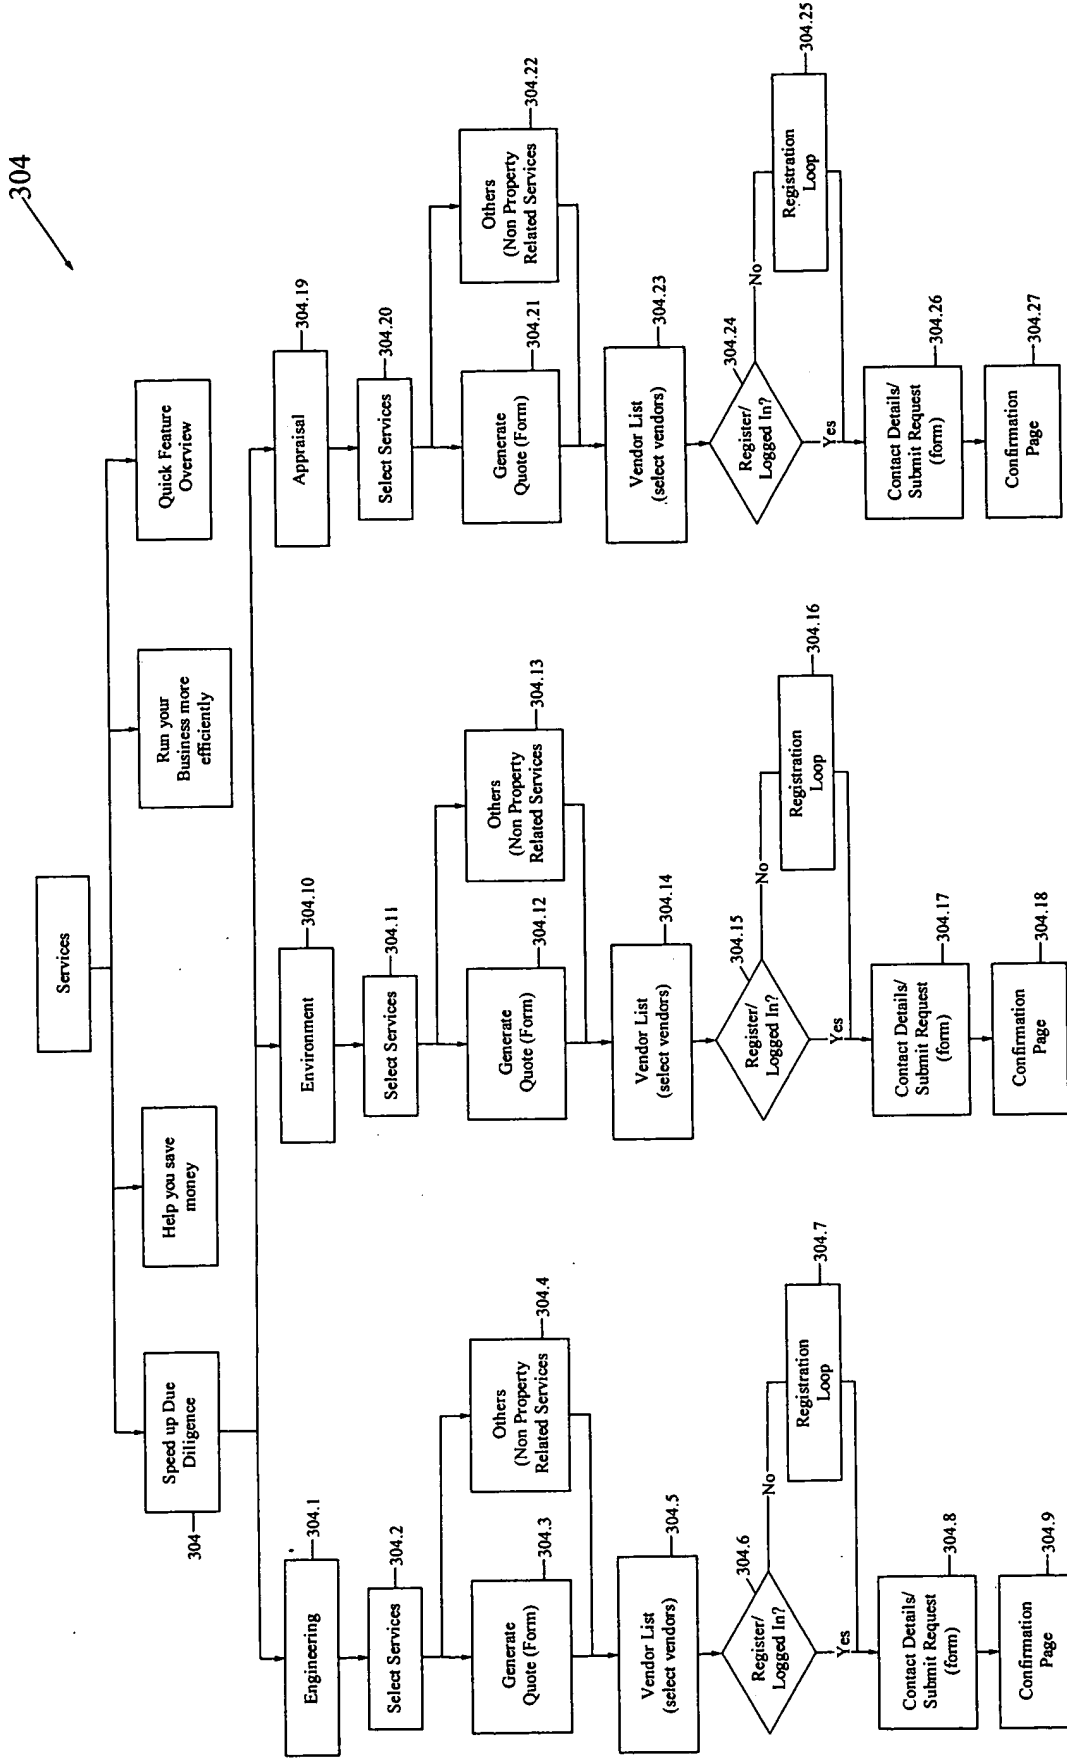 304
Services
Speed up Due
Diligence
304
Help you save
money
Run your
Business more
efficiently
Quick Feature
Overview
Engineering
304.1
Select Services
304.2
Generate
Quote (Form)
304.3
Others
(Non Property
Related Services
304.4
Vendor List
(select vendors)
304.5
Register/
Logged In?
304.6
No
Registration
Loop
304.7
Yes
Contact Details/
Submit Request
(form)
304.8
Confirmation
Page
304.9
Environment
304.10
Select Services
304.11
Generate
Quote (Form)
304.12
Others
(Non Property
Related Services
304.13
Vendor List
(select vendors)
304.14
Register/
Logged In?
304.15
No
Registration
Loop
304.16
Yes
Contact Details/
Submit Request
(form)
304.17
Confirmation
Page
304.18
Appraisal
304.19
Select Services
304.20
Generate
Quote (Form)
304.21
Others
(Non Property
Related Services
304.22
Vendor List
(select vendors)
304.23
Register/
Logged In?
304.24
No
Registration
Loop
304.25
Yes
Contact Details/
Submit Request
(form)
304.26
Confirmation
Page
304.27